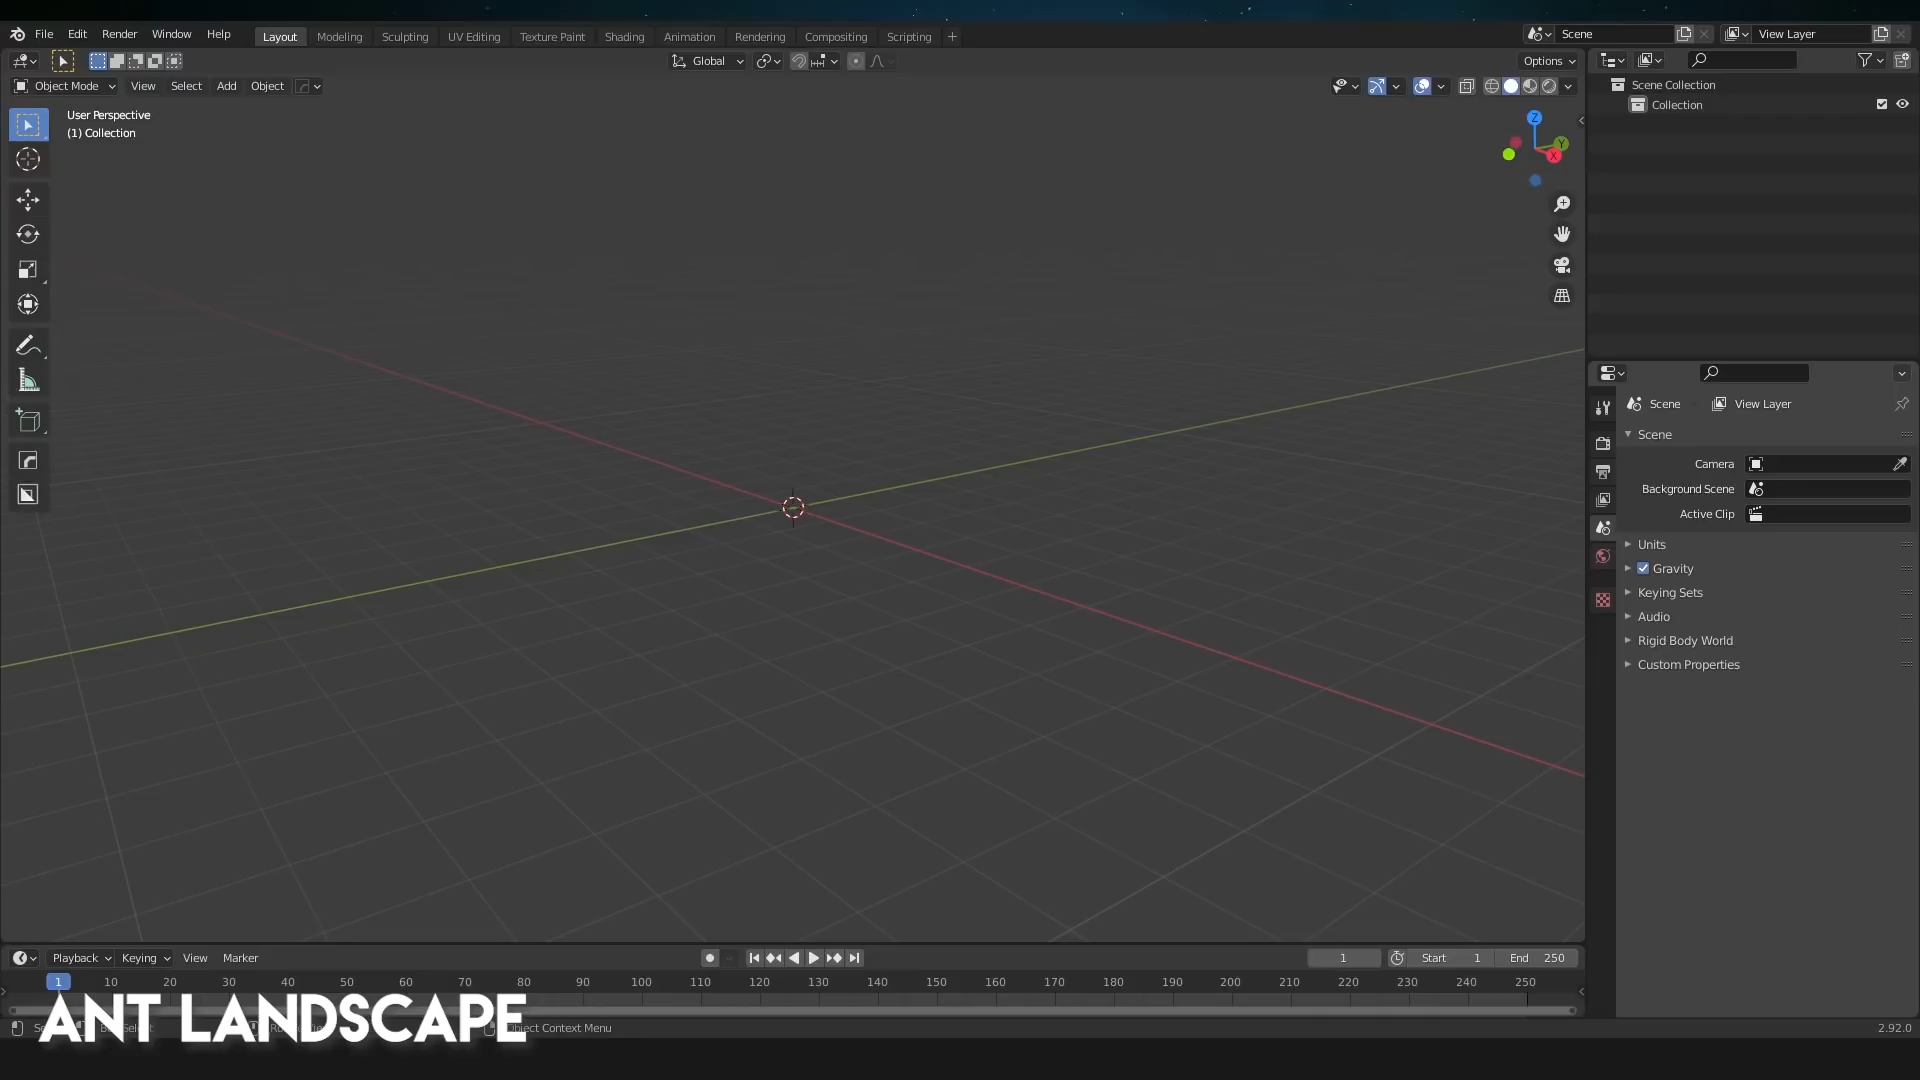 File Edit Render Window Help Layout Modeling Sculpting UV Editing Texture Paint Shading Animation Rendering Compositing Scripting + Scene View Layer
Global Options
Object Mode View Select Add Object
User Perspective
(1) Collection
Z
Y
X
Scene Collection
Collection
Scene View Layer
Scene
Camera
Background Scene
Active Clip
Units
Gravity
Keying Sets
Audio
Rigid Body World
Custom Properties
Playback Keying View Marker 1 Start 1 End 250
1 10 20 30 40 50 60 70 80 90 100 110 120 130 140 150 160 170 180 190 200 210 220 230 240 250
ANT LANDSCAPE
Object Context Menu 2.92.0